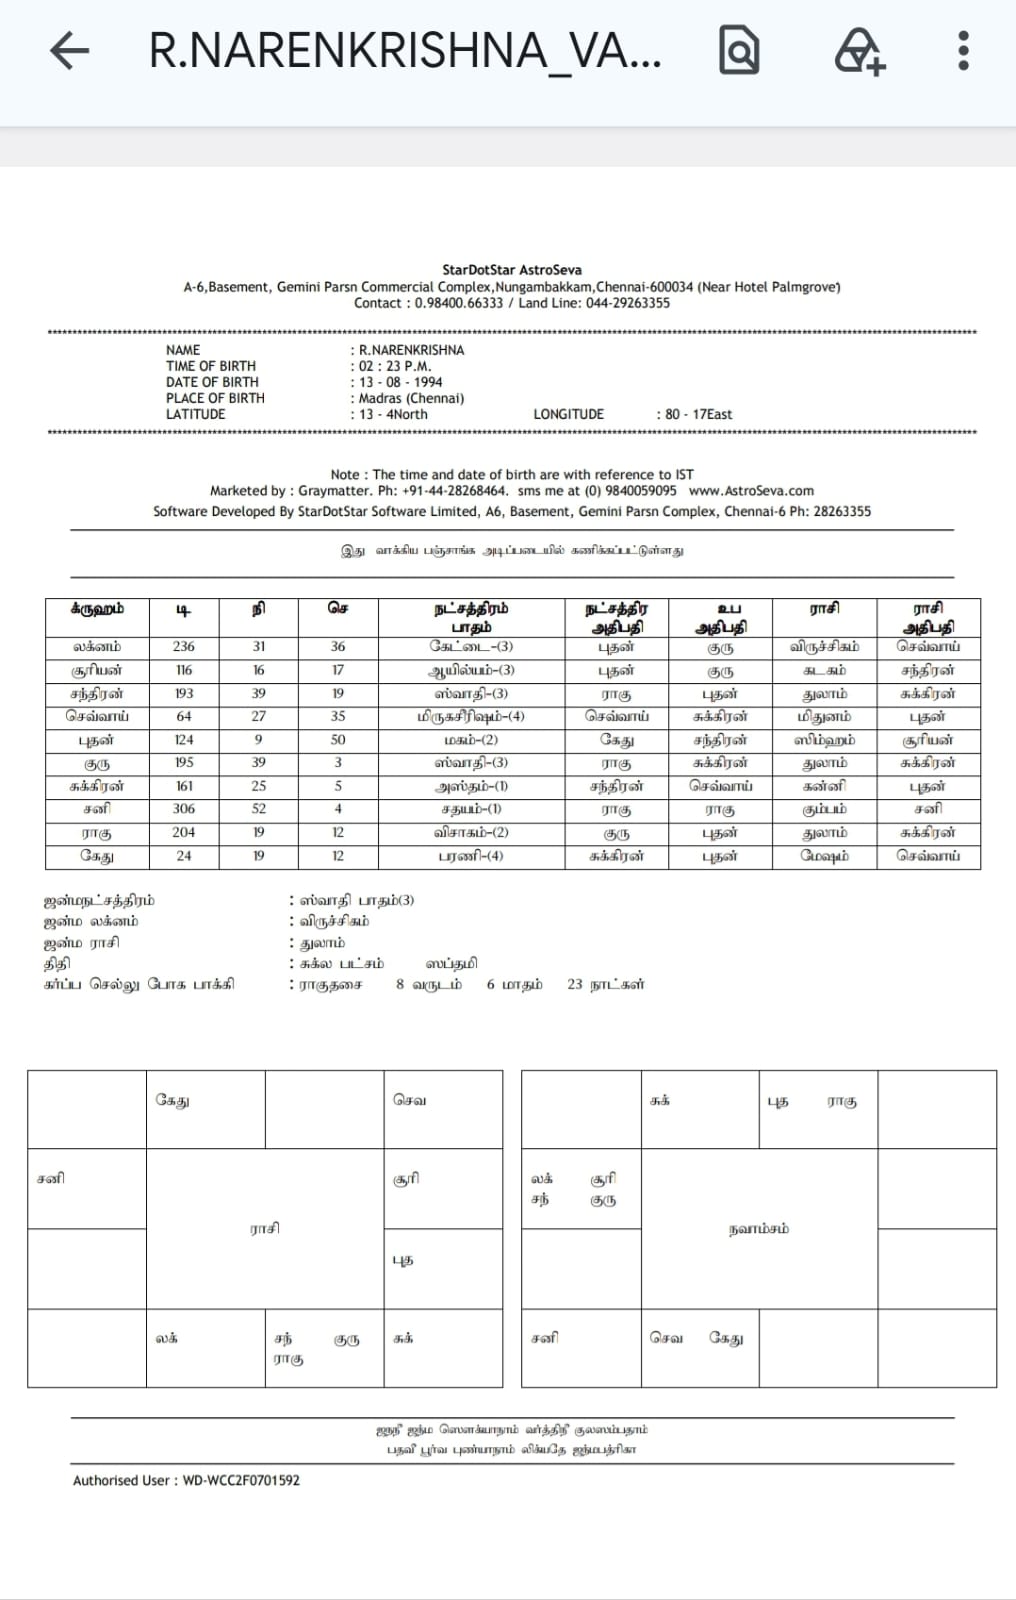 R.NARENKRISHNA_VA...
StarDotStar AstroSeva
A-6,Basement, Gemini Parsn Commercial Complex,Nungambakkam,Chennai-600034 (Near Hotel Palmgrove)
Contact : 0.98400.66333 / Land Line: 044-29263355
NAME : R.NARENKRISHNA
TIME OF BIRTH : 02 : 23 P.M.
DATE OF BIRTH : 13 - 08 - 1994
PLACE OF BIRTH : Madras (Chennai)
LATITUDE : 13 - 4North LONGITUDE : 80 - 17East
Note : The time and date of birth are with reference to IST
Marketed by : Graymatter. Ph: +91-44-28268464. sms me at (0) 9840059095 www.AstroSeva.com
Software Developed By StarDotStar Software Limited, A6, Basement, Gemini Parsn Complex, Chennai-6 Ph: 28263355
இது வாக்கிய பஞ்சாங்க அடிப்படையில் கணிக்கப்பட்டுள்ளது
க்ருஹம் டி நி செ நட்சத்திரம் நட்சத்திர உப ராசி ராசி
பாதம் அதிபதி அதிபதி அதிபதி
லக்னம் 236 31 36 கேட்டை-(3) புதன் குரு விருச்சிகம் செவ்வாய்
சூரியன் 116 16 17 ஆயில்யம்-(3) புதன் குரு கடகம் சந்திரன்
சந்திரன் 193 39 19 ஸ்வாதி-(3) ராகு புதன் துலாம் சுக்கிரன்
செவ்வாய் 64 27 35 மிருகசீரிஷம்-(4) செவ்வாய் சுக்கிரன் மிதுனம் புதன்
புதன் 124 9 50 மகம்-(2) கேது சந்திரன் ஸிம்ஹம் சூரியன்
குரு 195 39 3 ஸ்வாதி-(3) ராகு சுக்கிரன் துலாம் சுக்கிரன்
சுக்கிரன் 161 25 5 அஸ்தம்-(1) சந்திரன் செவ்வாய் கன்னி புதன்
சனி 306 52 4 சதயம்-(1) ராகு ராகு கும்பம் சனி
ராகு 204 19 12 விசாகம்-(2) குரு புதன் துலாம் சுக்கிரன்
கேது 24 19 12 பரணி-(4) சுக்கிரன் புதன் மேஷம் செவ்வாய்
ஜன்மநட்சத்திரம் : ஸ்வாதி பாதம்(3)
ஜன்ம லக்னம் : விருச்சிகம்
ஜன்ம ராசி : துலாம்
திதி : சுக்ல பட்சம் ஸப்தமி
கர்ப்ப செல்லு போக பாக்கி : ராகுதசை 8 வருடம் 6 மாதம் 23 நாட்கள்
கேது செவ
சனி சூரி
ராசி
புத
லக் சந் குரு சுக்
ராகு
சுக் புத ராகு
லக் சூரி
சந் குரு
நவாம்சம்
சனி செவ கேது
ஜநநீ ஜந்ம ஸௌக்யாநாம் வர்த்திநீ குலஸம்பதாம்
பதவீ பூர்வ புண்யாநாம் லிக்யதே ஜந்மபத்ரிகா
Authorised User : WD-WCC2F0701592